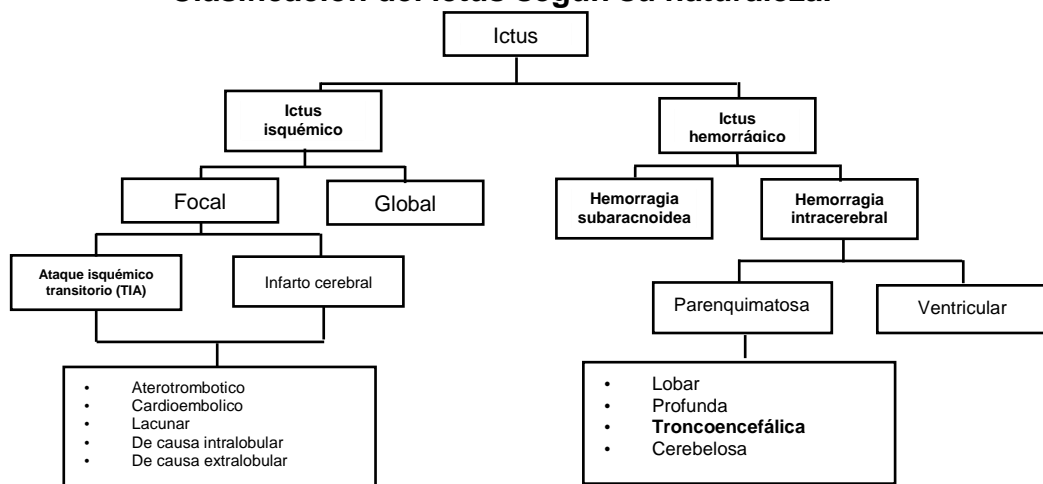 Clasificación del ictus según su naturaleza.
Ictus
Ictus
isquémico
Ictus
hemorrágico
Focal
Global
Hemorragia
subaracnoidea
Hemorragia
intracerebral
Ataque isquémico
transitorio (TIA)
Infarto cerebral
Parenquimatosa
Ventricular
• Aterotrombotico
• Cardioembolico
• Lacunar
• De causa intralobular
• De causa extralobular
• Lobar
• Profunda
• Troncoencefálica
• Cerebelosa